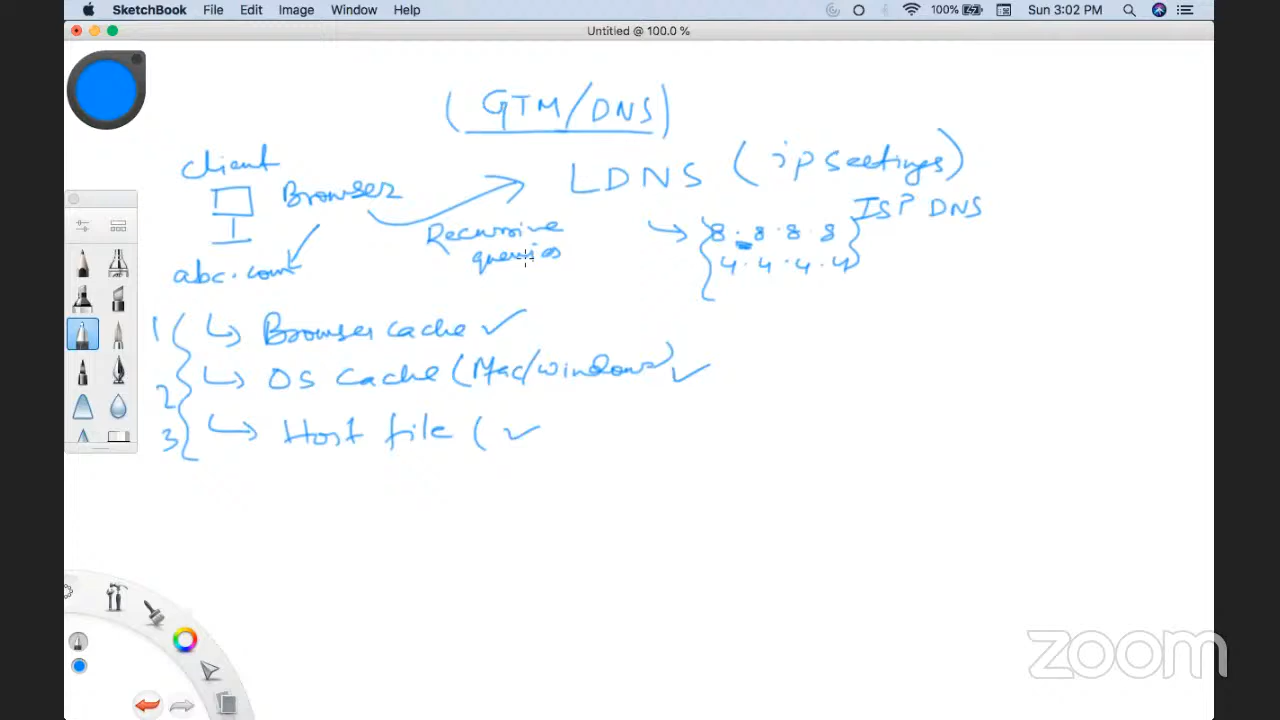 SketchBook File Edit Image Window Help 100% Sun 3:02 PM
Untitled @ 100.0 %
(GTM/DNS)
client
Browser
LDNS (ip seetings)
ISP DNS
Recursive
queries
8.8.8.8
4.4.4.4
abc.com
1 Browser cache ✓
2 OS cache (Mac/windows) ✓
3 Host file ( ✓
zoom